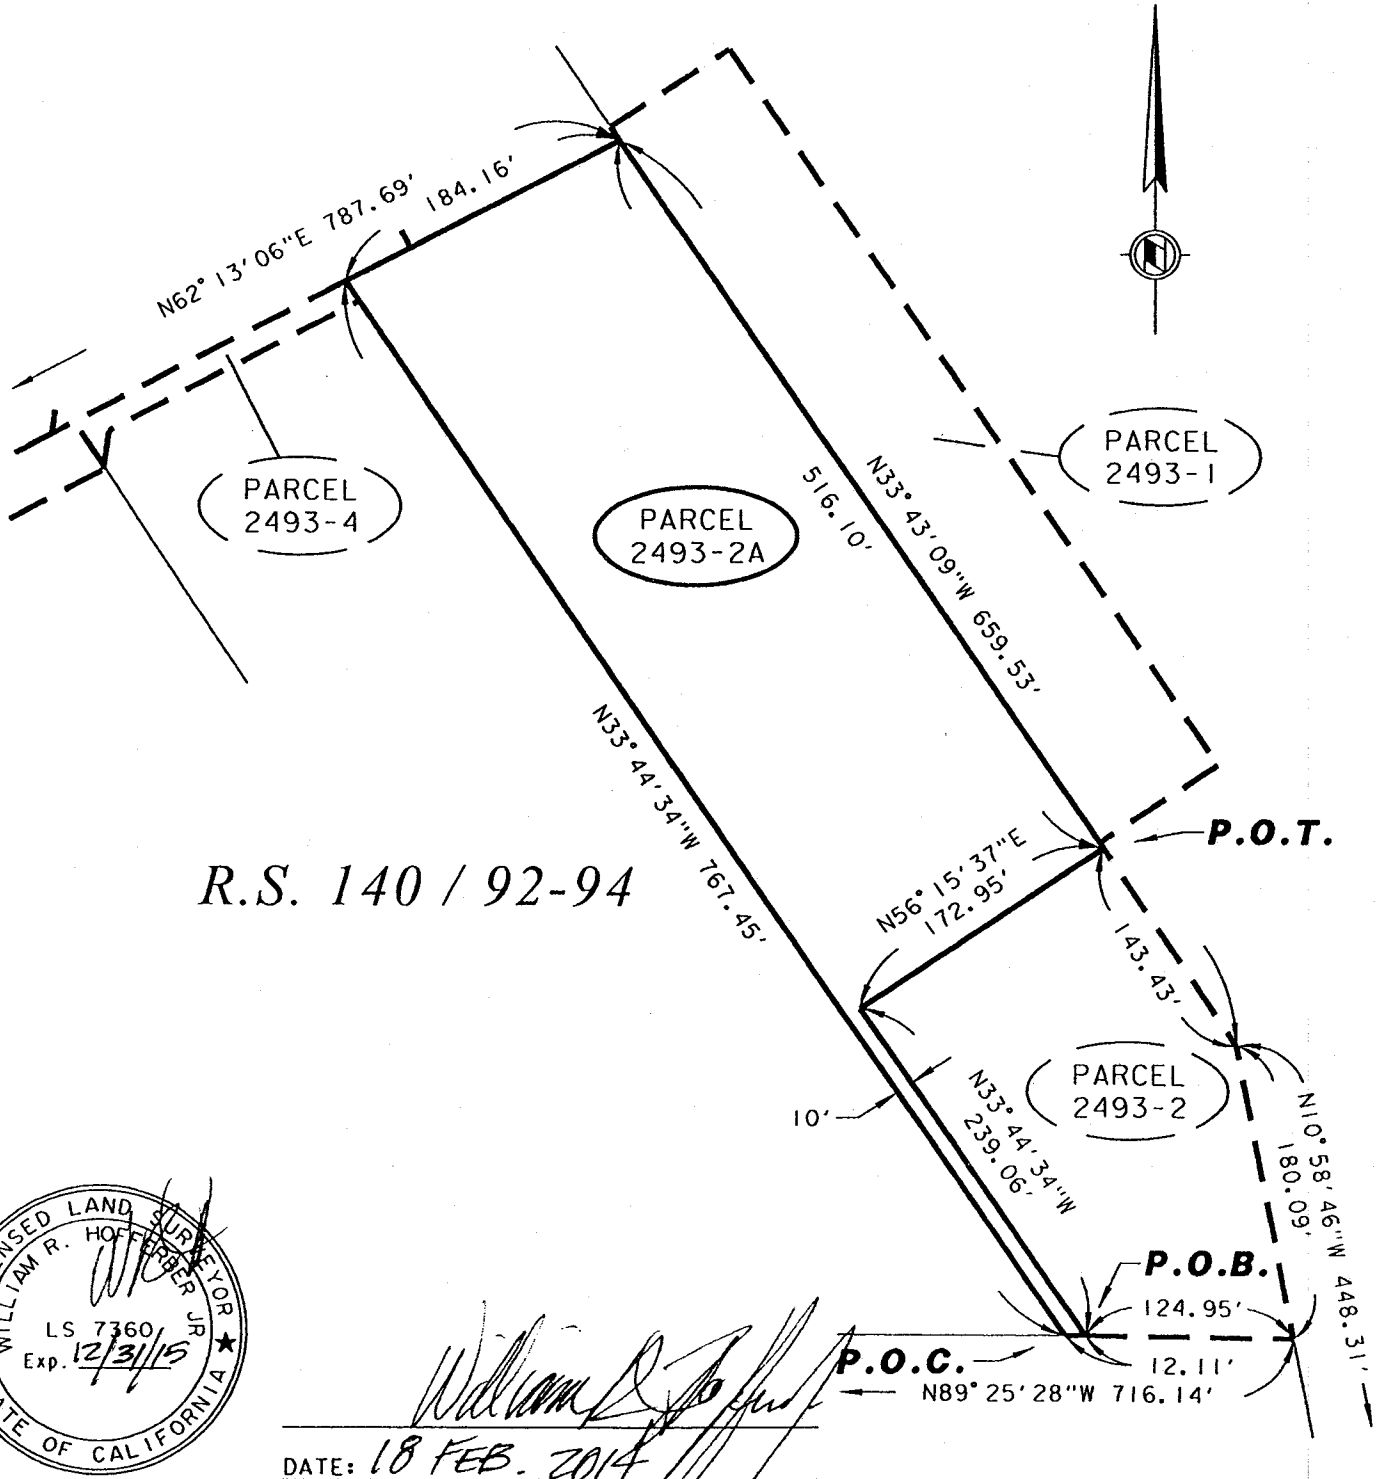 N62°13'06"E 787.69'
184.16'
PARCEL
2493-1
PARCEL
2493-4
PARCEL
2493-2A
516.10'
N33°43'09"W 659.53'
N33°44'34"W 767.45'
P.O.T.
N56°15'37"E
172.95'
R.S. 140 / 92-94
143.43'
PARCEL
2493-2
10'
N33°44'34"W
239.06'
N10°58'46"W 448.31'
180.09'
P.O.B.
124.95'
P.O.C.
12.11'
N89°25'28"W 716.14'
NSED LAND SURVEYOR
WILLIAM R. HOFFERBER JR
LS 7360
Exp. 12/31/15
ATE OF CALIFORNIA
DATE: 18 FEB. 2014